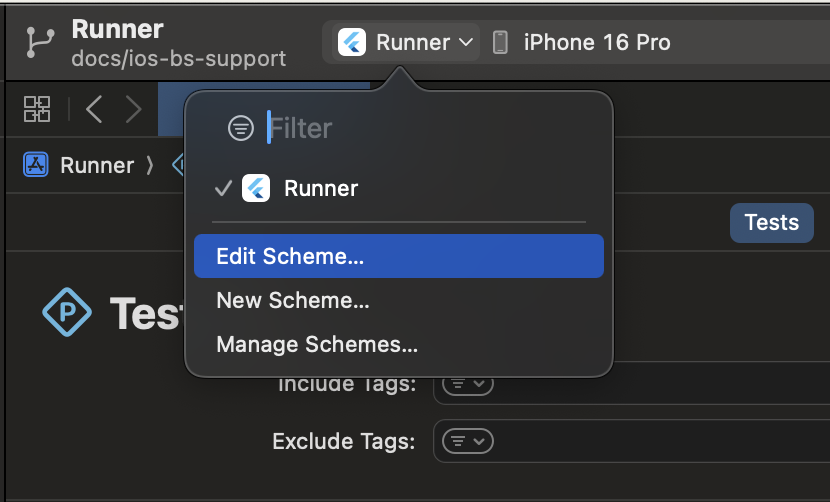 Runner
docs/ios-bs-support
Runner
iPhone 16 Pro
Filter
Runner
Runner
Tests
Edit Scheme...
New Scheme...
Manage Schemes...
P
Include Tags:
Exclude Tags: